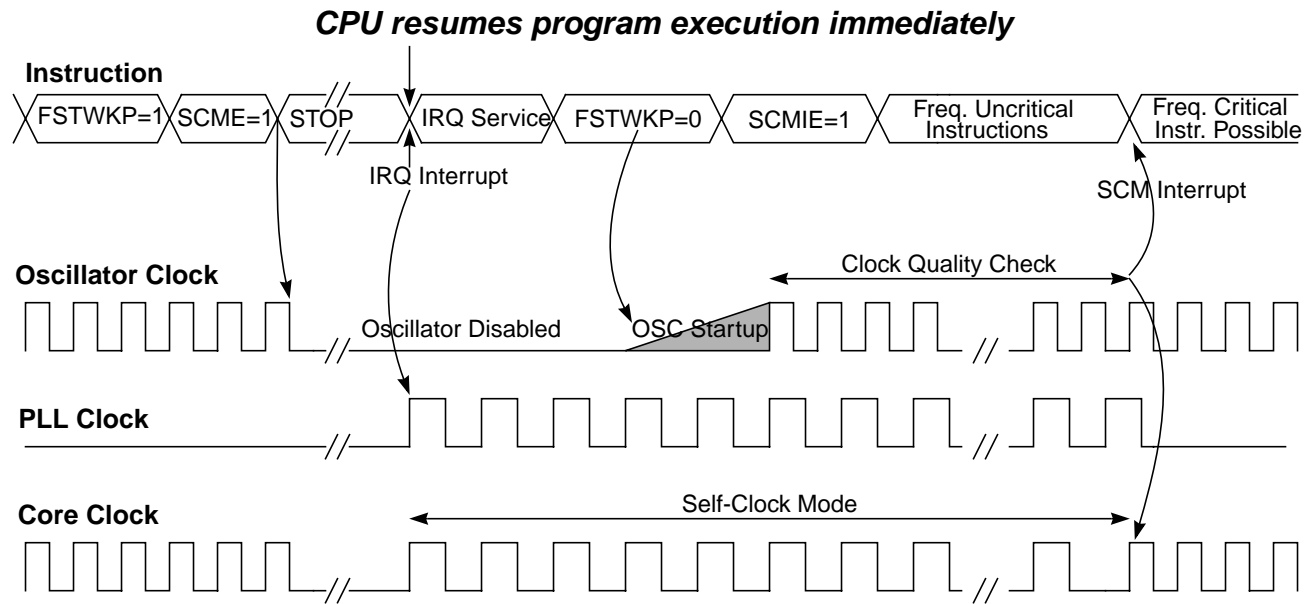 CPU resumes program execution immediately
Instruction
FSTWKP=1
SCME=1
STOP
IRQ Service
FSTWKP=0
SCMIE=1
Freq. Uncritical
Instructions
Freq. Critical
Instr. Possible
IRQ Interrupt
SCM Interrupt
Clock Quality Check
Oscillator Clock
Oscillator Disabled
OSC Startup
PLL Clock
Self-Clock Mode
Core Clock